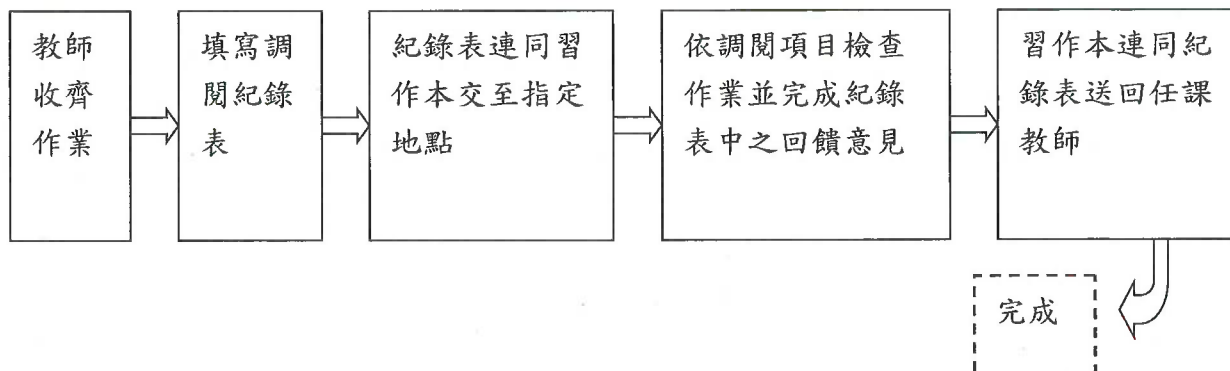 教師
收齊
作業
填寫調
閱紀錄
表
紀錄表連同習
作本交至指定
地點
依調閱項目檢查
作業並完成紀錄
表中之回饋意見
習作本連同紀
錄表送回任課
教師
完成